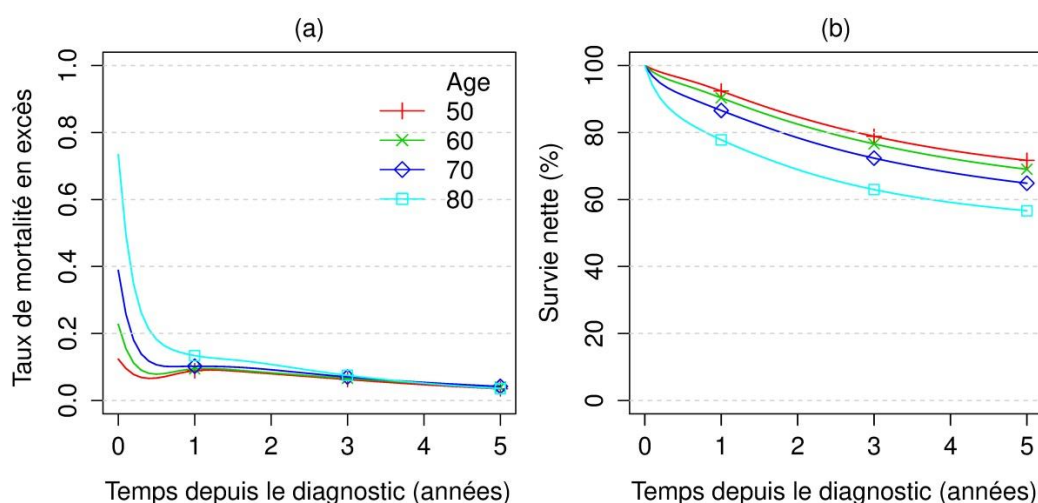 (a)
Taux de mortalité en excès
1.0
0.8
0.6
0.4
0.2
0.0
Age
50
60
70
80
0 1 3 4 5
Temps depuis le diagnostic (années)
(b)
Survie nette (%)
100
80
60
40
20
0
0 1 2 3 4 5
Temps depuis le diagnostic (années)